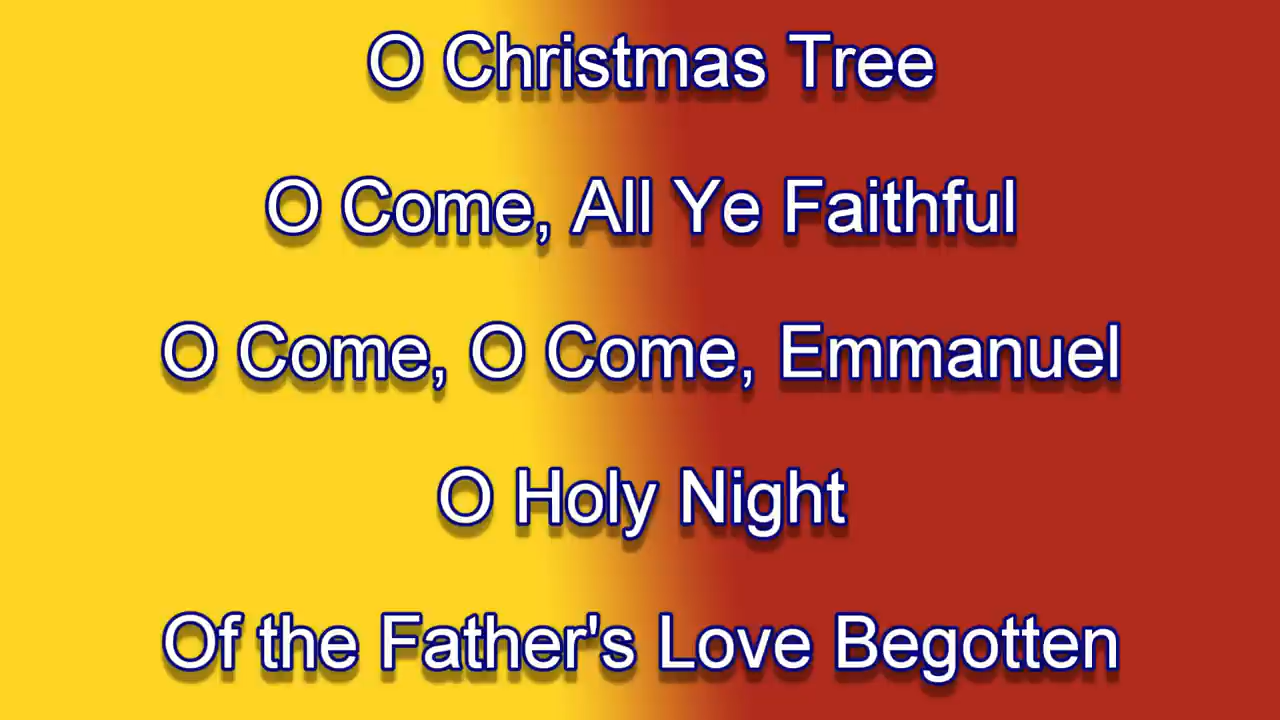 O Christmas Tree
O Come, All Ye Faithful
O Come, O Come, Emmanuel
O Holy Night
Of the Father's Love Begotten